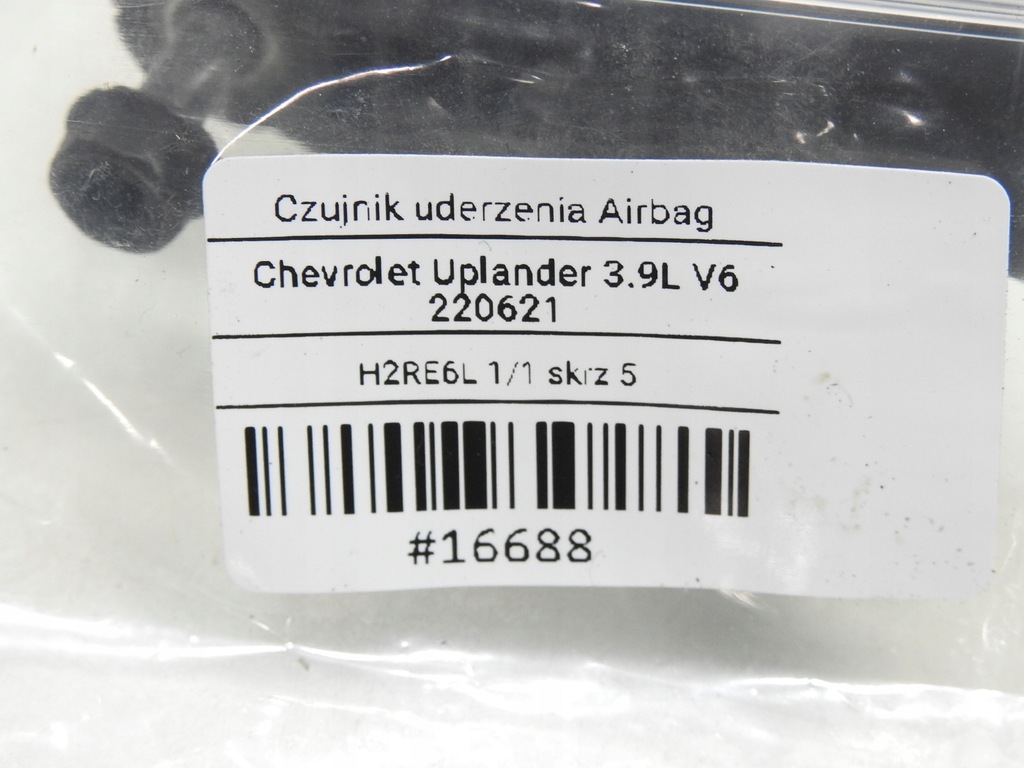 Czujnik uderzenia Airbag
Chevrolet Uplander 3.9L V6
220621
H2RE6L 1/1 skrz 5
#16688